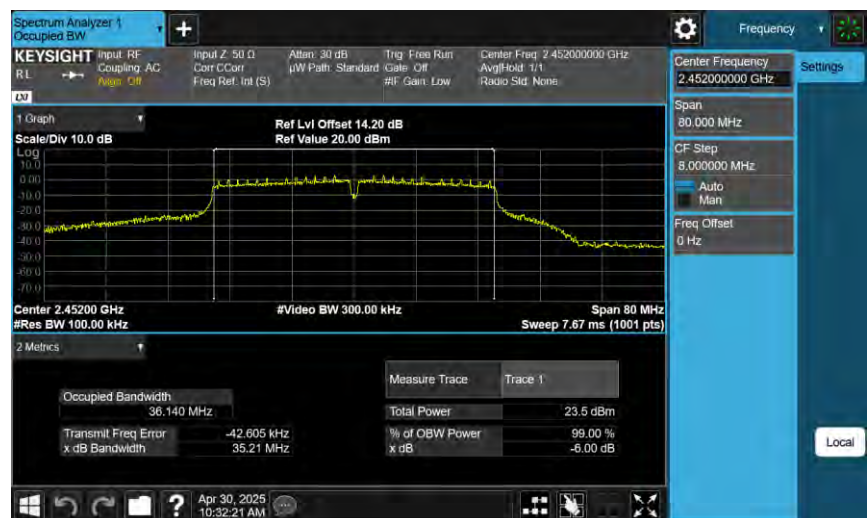 Spectrum Analyzer 1
Occupied BW
+
Frequency
KEYSIGHT Input: RF
RL
Coupling: AC
Align: Off
Input Z: 50 Ω
Corr CCorr
Freq Ref: Int (S)
Atten: 30 dB
µW Path: Standard
Trig: Free Run
Gate: Off
#IF Gain: Low
Center Freq: 2.452000000 GHz
Avg|Hold: 1/1
Radio Std: None
LXI
Center Frequency
2.452000000 GHz
Settings
Span
80.000 MHz
CF Step
8.000000 MHz
Auto
Man
Freq Offset
0 Hz
1 Graph
Scale/Div 10.0 dB
Ref Lvl Offset 14.20 dB
Ref Value 20.00 dBm
Log
10.0
0.00
-10.0
-20.0
-30.0
-40.0
-50.0
-60.0
-70.0
Center 2.45200 GHz
#Video BW 300.00 kHz
Span 80 MHz
#Res BW 100.00 kHz
Sweep 7.67 ms (1001 pts)
2 Metrics
Measure Trace Trace 1
Occupied Bandwidth
36.140 MHz
Total Power 23.5 dBm
Transmit Freq Error -42.605 kHz
% of OBW Power 99.00 %
x dB Bandwidth 35.21 MHz
x dB -6.00 dB
Local
?
Apr 30, 2025
10:32:21 AM